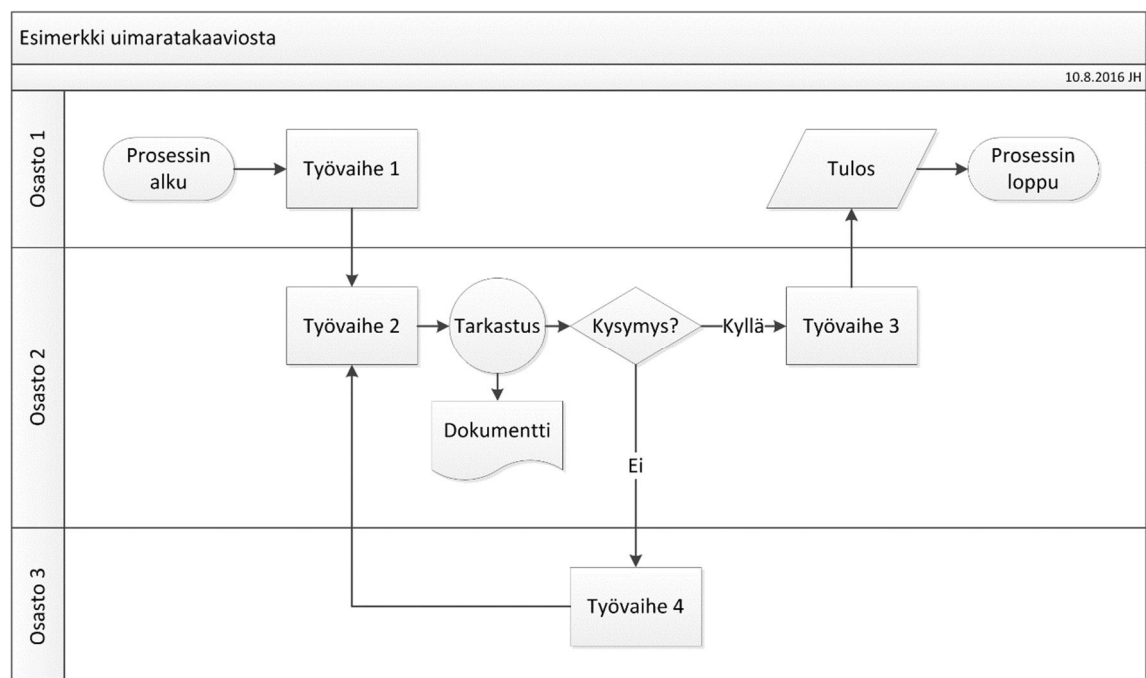 Esimerkki uimaratakaaviosta
10.8.2016 JH
Osasto 1
Prosessin
alku
Työvaihe 1
Tulos
Prosessin
loppu
Osasto 2
Työvaihe 2
Tarkastus
Kysymys?
Kyllä
Työvaihe 3
Dokumentti
Ei
Osasto 3
Työvaihe 4